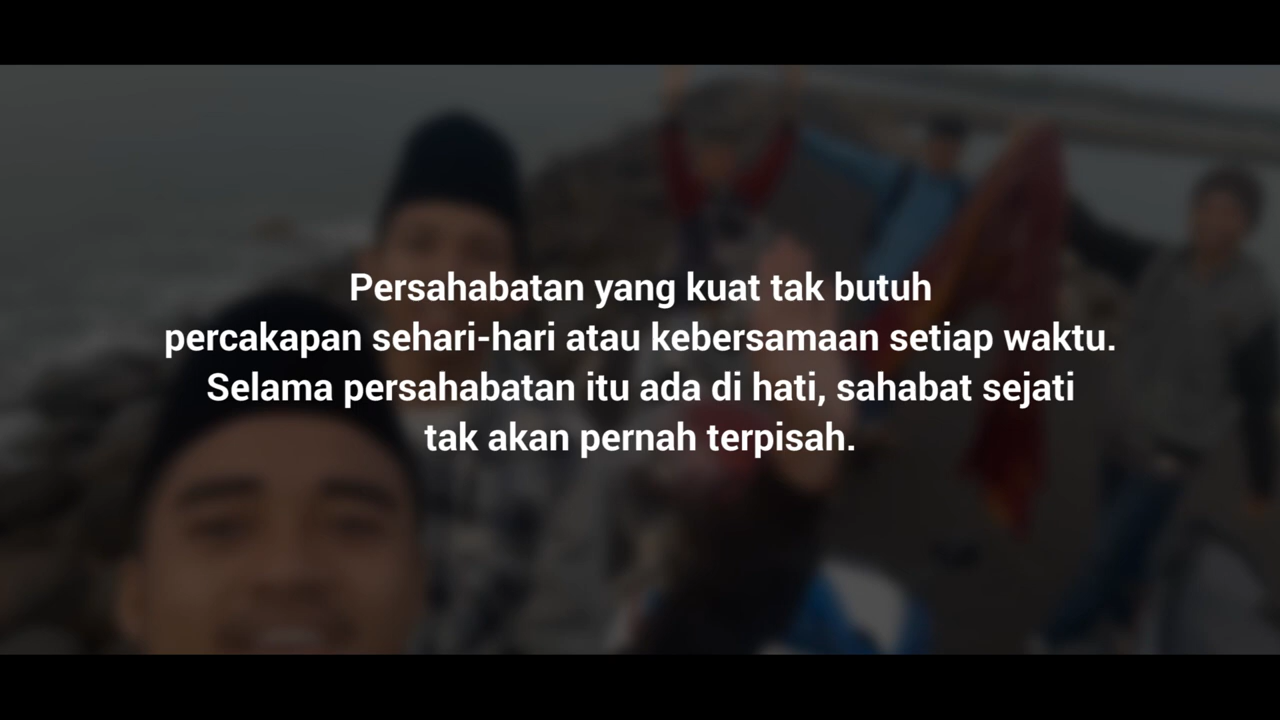 Persahabatan yang kuat tak butuh
percakapan sehari-hari atau kebersamaan setiap waktu.
Selama persahabatan itu ada di hati, sahabat sejati
tak akan pernah terpisah.